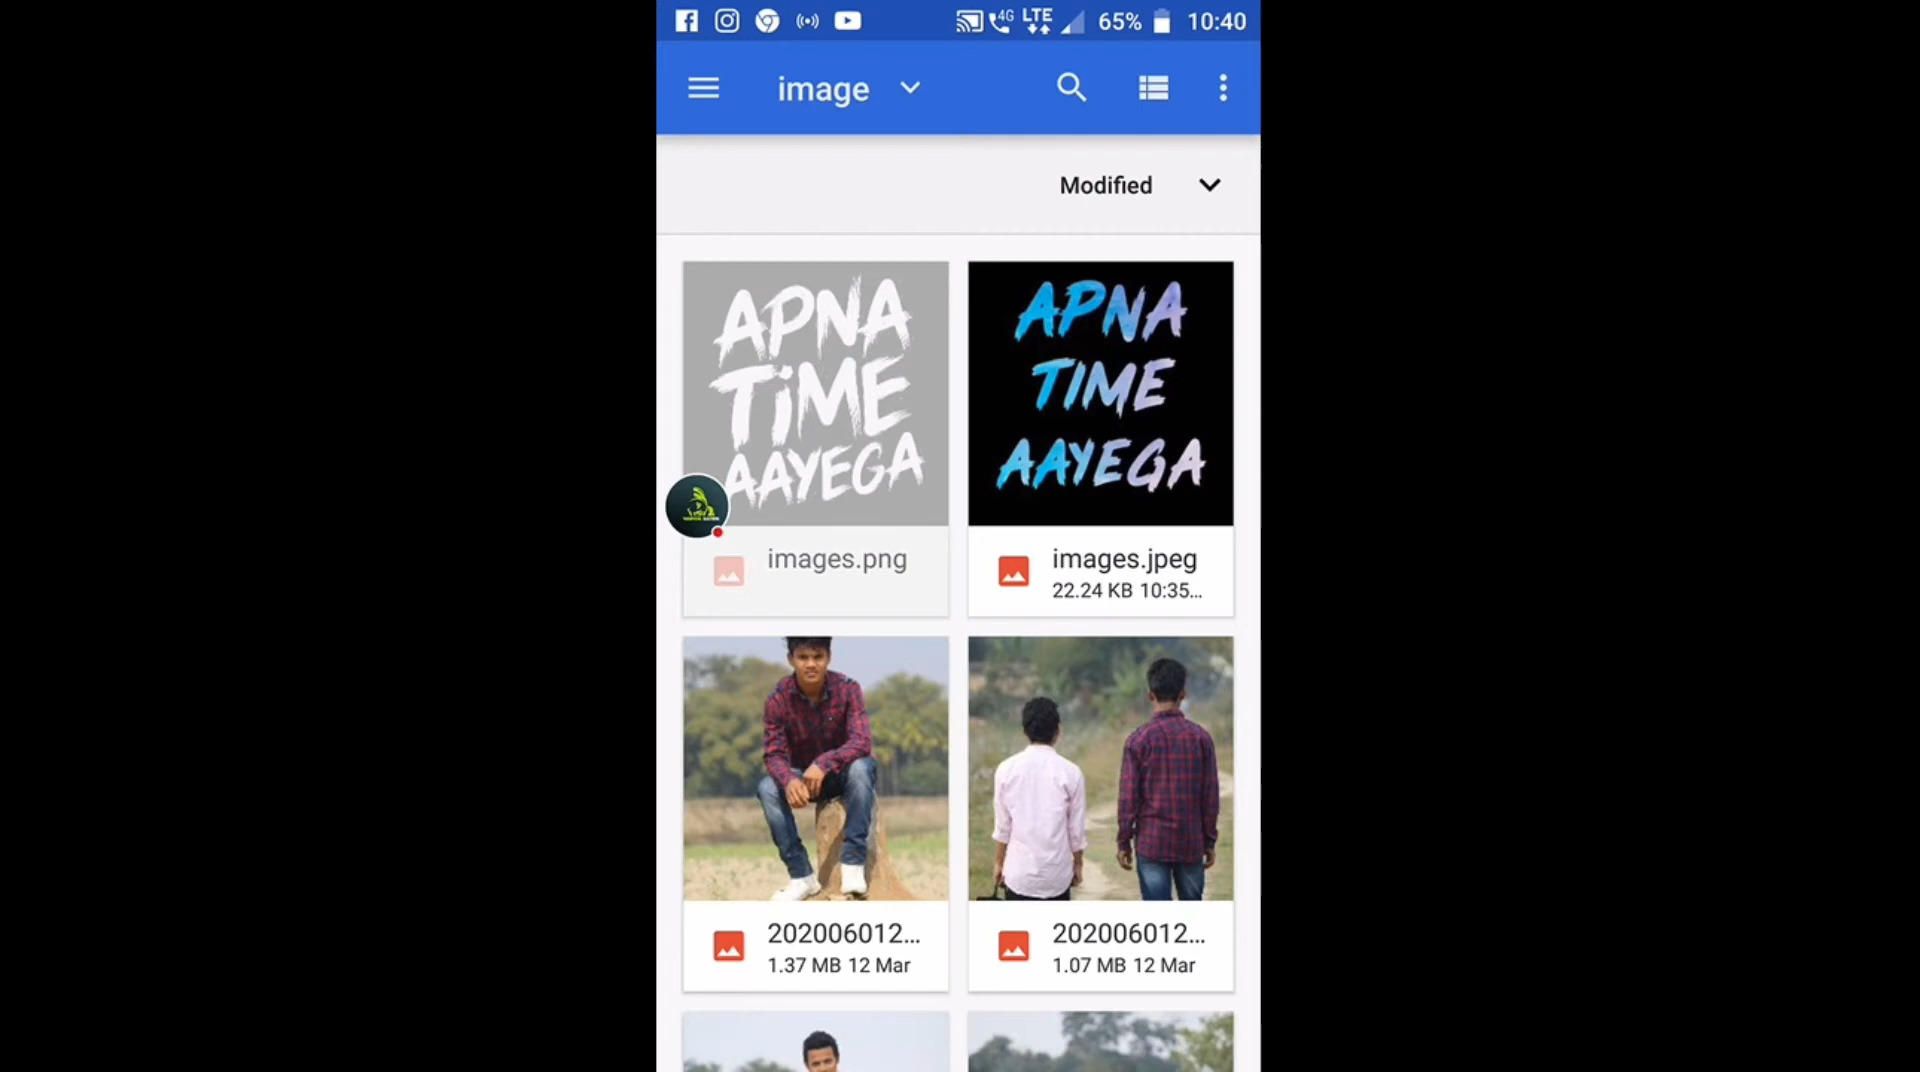 4G LTE 65% 10:40
image
Modified
APNA
TiME
AAYEGA
APNA
TIME
AAYEGA
images.png
images.jpeg
22.24 KB 10:35...
202006012...
1.37 MB 12 Mar
202006012...
1.07 MB 12 Mar